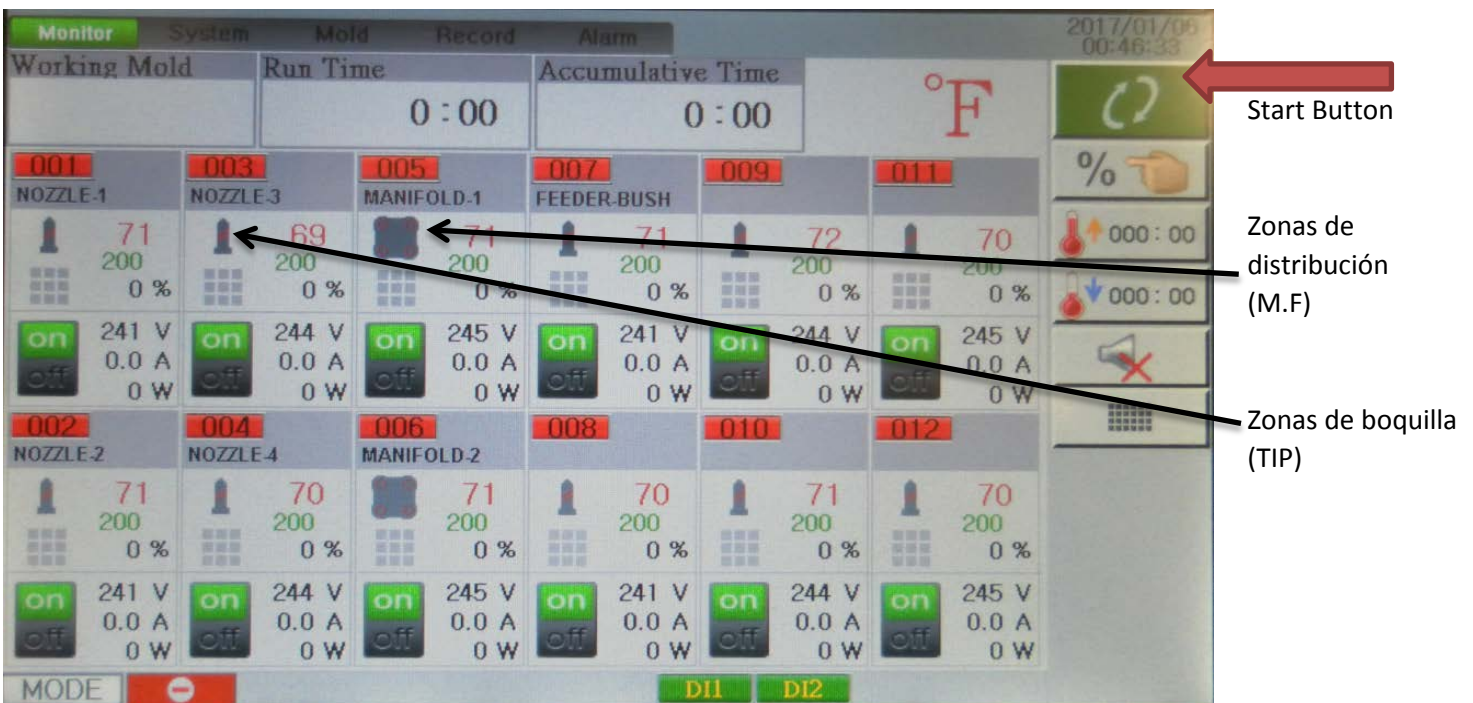 Monitor System Mold Record Alarm 2017/01/06
00:46:33
Working Mold Run Time Accumulative Time
0 : 00 0 : 00 °F
Start Button
001 003 005 007 009 011
NOZZLE-1 NOZZLE-3 MANIFOLD-1 FEEDER-BUSH
%
71 69 71 71 72 70
200 200 200 200 200 200
0 % 0 % 0 % 0 % 0 % 0 %
000 : 00
000 : 00
Zonas de
distribución
(M.F)
on 241 V on 244 V on 245 V on 241 V on 244 V on 245 V
0.0 A 0.0 A 0.0 A 0.0 A 0.0 A 0.0 A
off 0 W off 0 W off 0 W off 0 W off 0 W off 0 W
002 004 006 008 010 012
NOZZLE-2 NOZZLE-4 MANIFOLD-2
Zonas de boquilla
(TIP)
71 70 71 70 71 70
200 200 200 200 200 200
0 % 0 % 0 % 0 % 0 % 0 %
on 241 V on 244 V on 245 V on 241 V on 244 V on 245 V
0.0 A 0.0 A 0.0 A 0.0 A 0.0 A 0.0 A
off 0 W off 0 W off 0 W off 0 W off 0 W off 0 W
MODE DI1 DI2